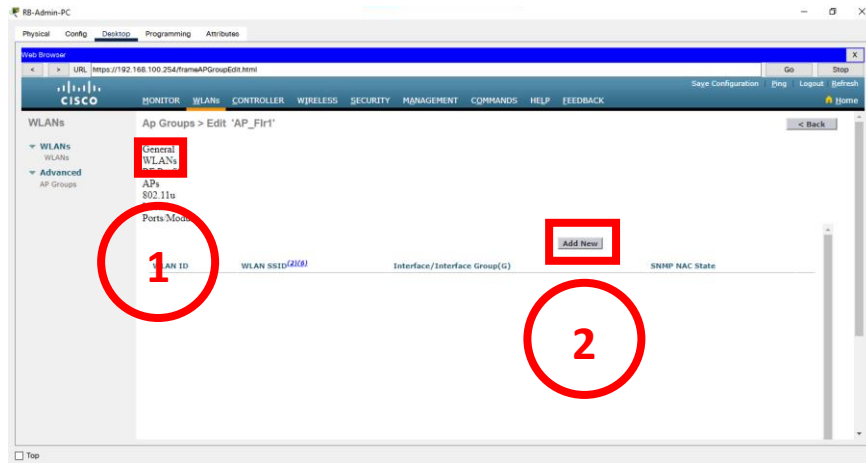 RB-Admin-PC
Physical Config Desktop Programming Attributes
Web Browser X
< > URL https://192.168.100.254/frameAPGroupEdit.html Go Stop
Save Configuration Ping Logout Refresh
CISCO MONITOR WLANs CONTROLLER WIRELESS SECURITY MANAGEMENT COMMANDS HELP FEEDBACK Home
WLANs Ap Groups > Edit 'AP_Flr1' < Back
WLANs
WLANs
Advanced
AP Groups
General
WLANs
APs
802.11u
Ports/Modu
Add New
WLAN ID WLAN SSID(2)(6) Interface/Interface Group(G) SNMP NAC State
1
2
Top